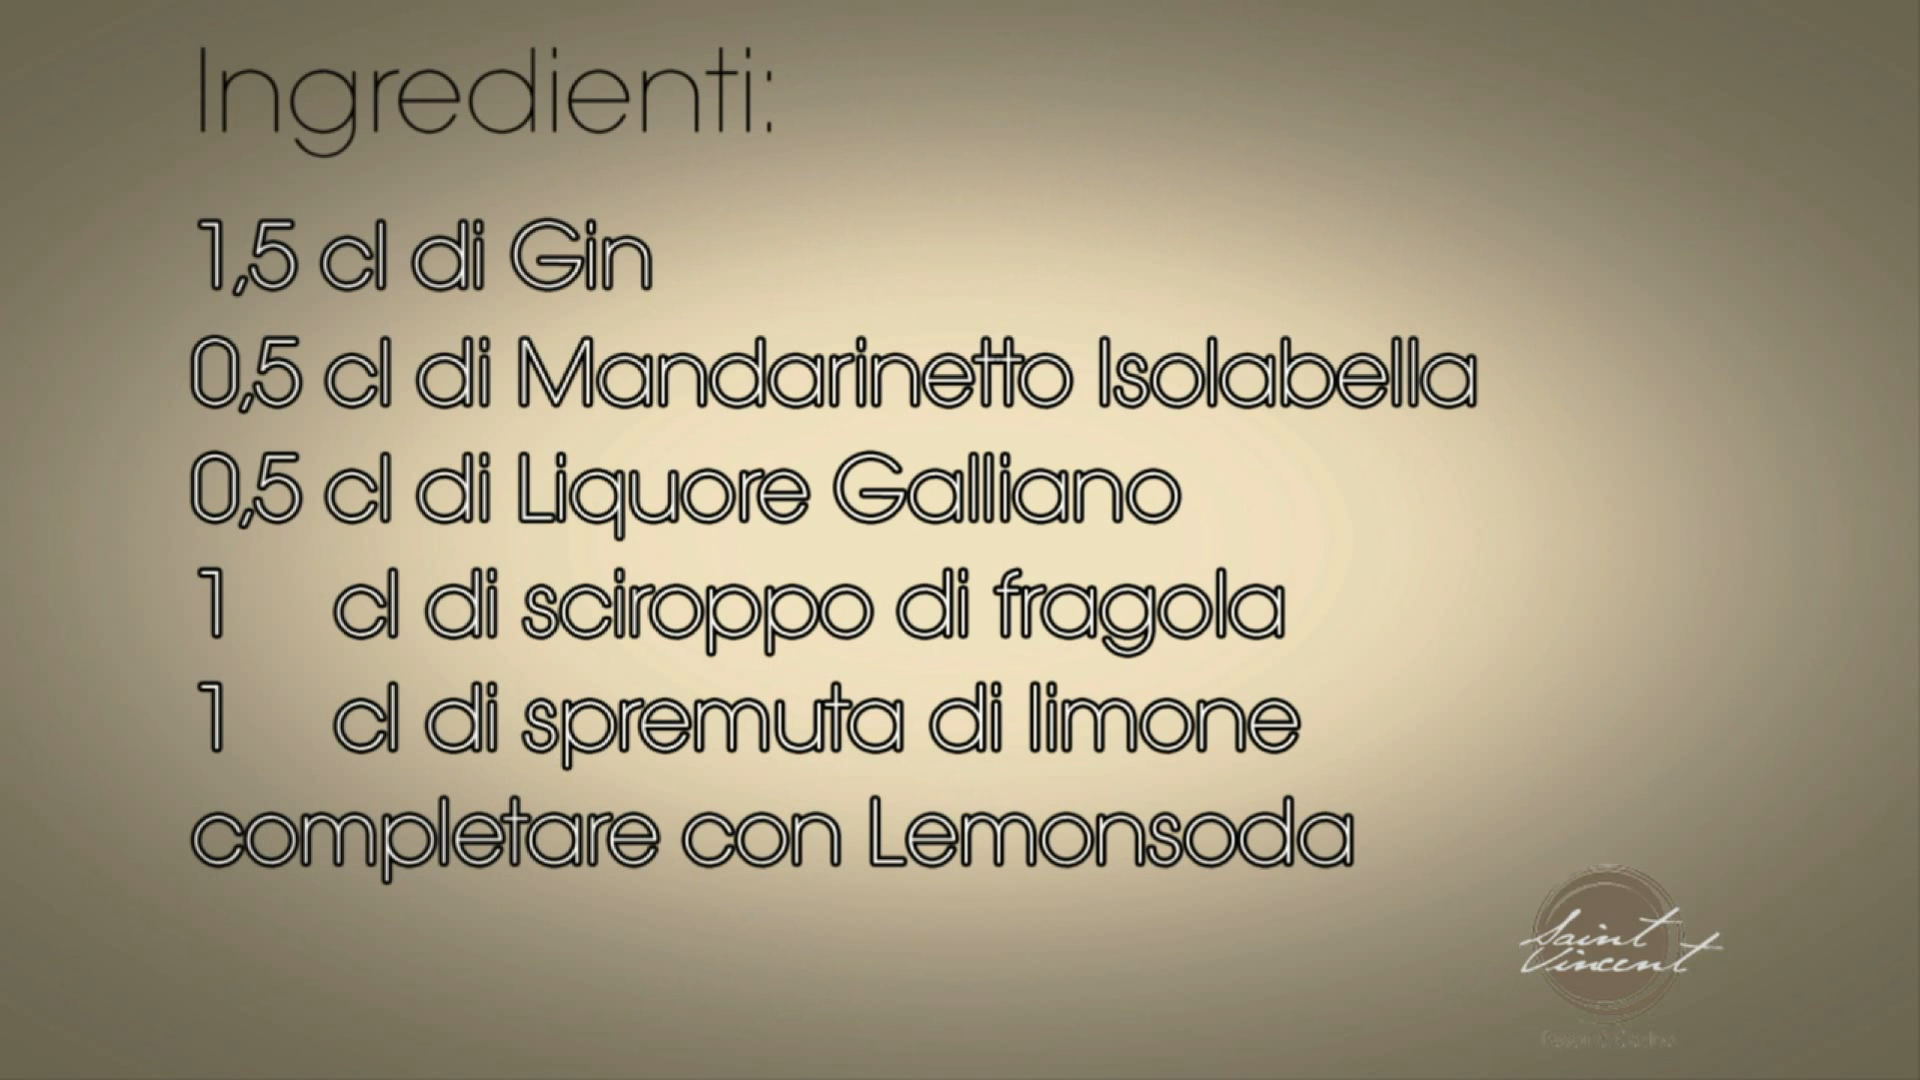 Ingredienti:
1,5 cl di Gin
0,5 cl di Mandarinetto Isolabella
0,5 cl di Liquore Galliano
1 cl di sciroppo di fragola
1 cl di spremuta di limone
completare con Lemonsoda
Saint
Vincent